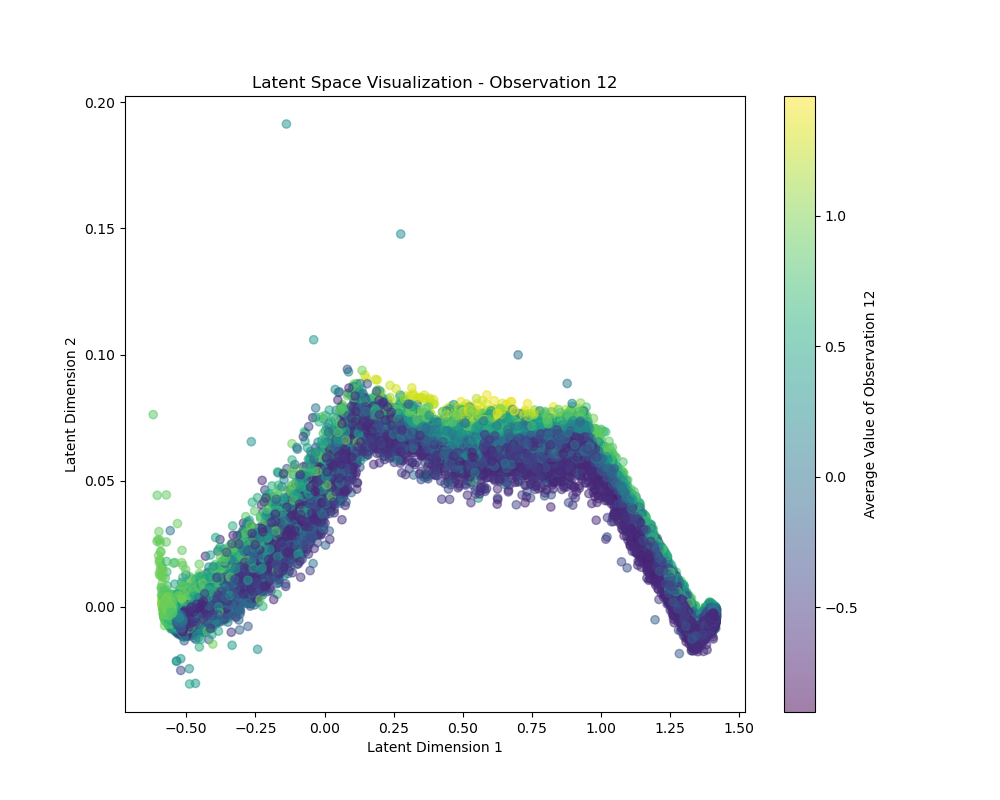 Latent Space Visualization - Observation 12
0.20
0.15
0.10
0.05
0.00
Latent Dimension 2
−0.50 −0.25 0.00 0.25 0.50 0.75 1.00 1.25 1.50
Latent Dimension 1
1.0
0.5
0.0
−0.5
Average Value of Observation 12